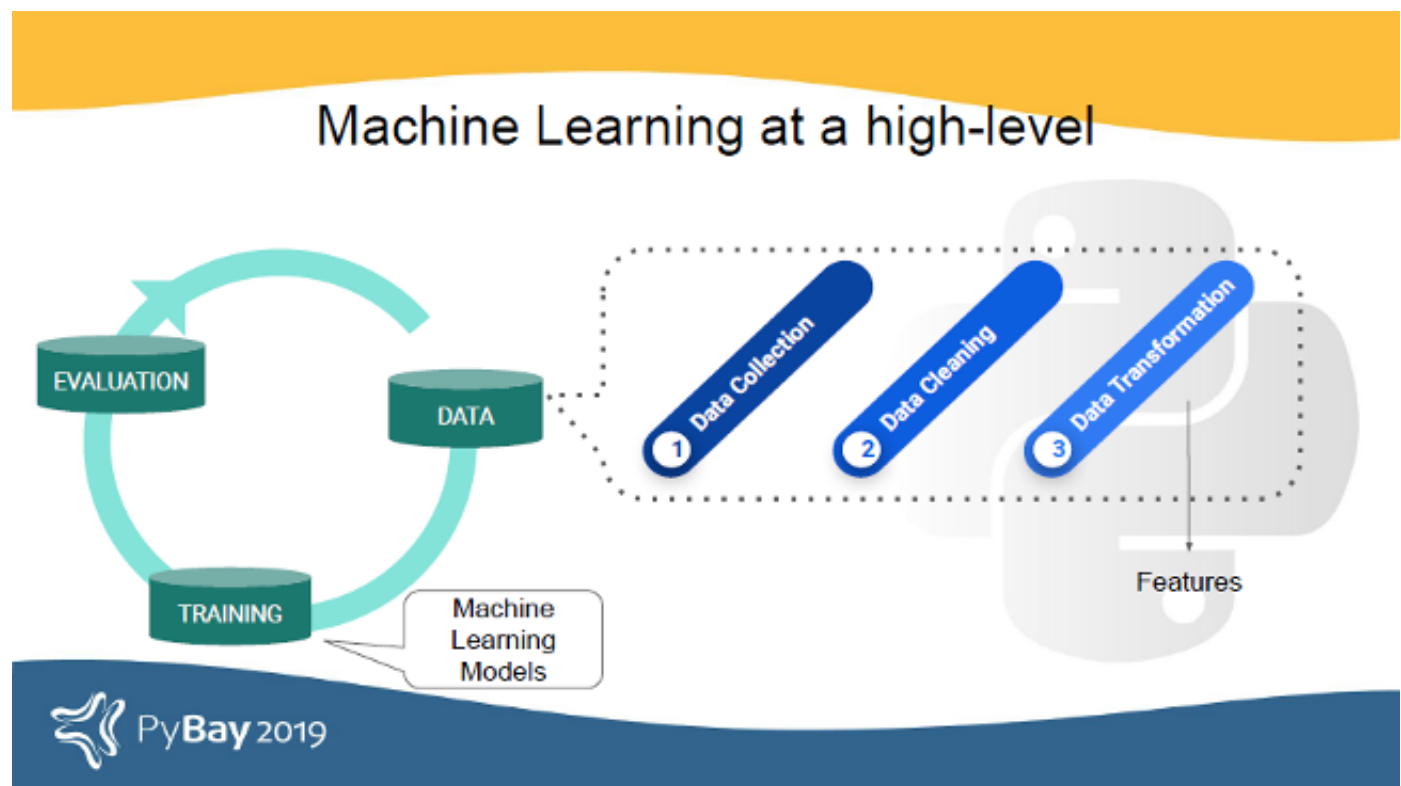 Machine Learning at a high-level
EVALUATION
DATA
TRAINING
Machine
Learning
Models
1 Data Collection
2 Data Cleaning
3 Data Transformation
Features
PyBay 2019